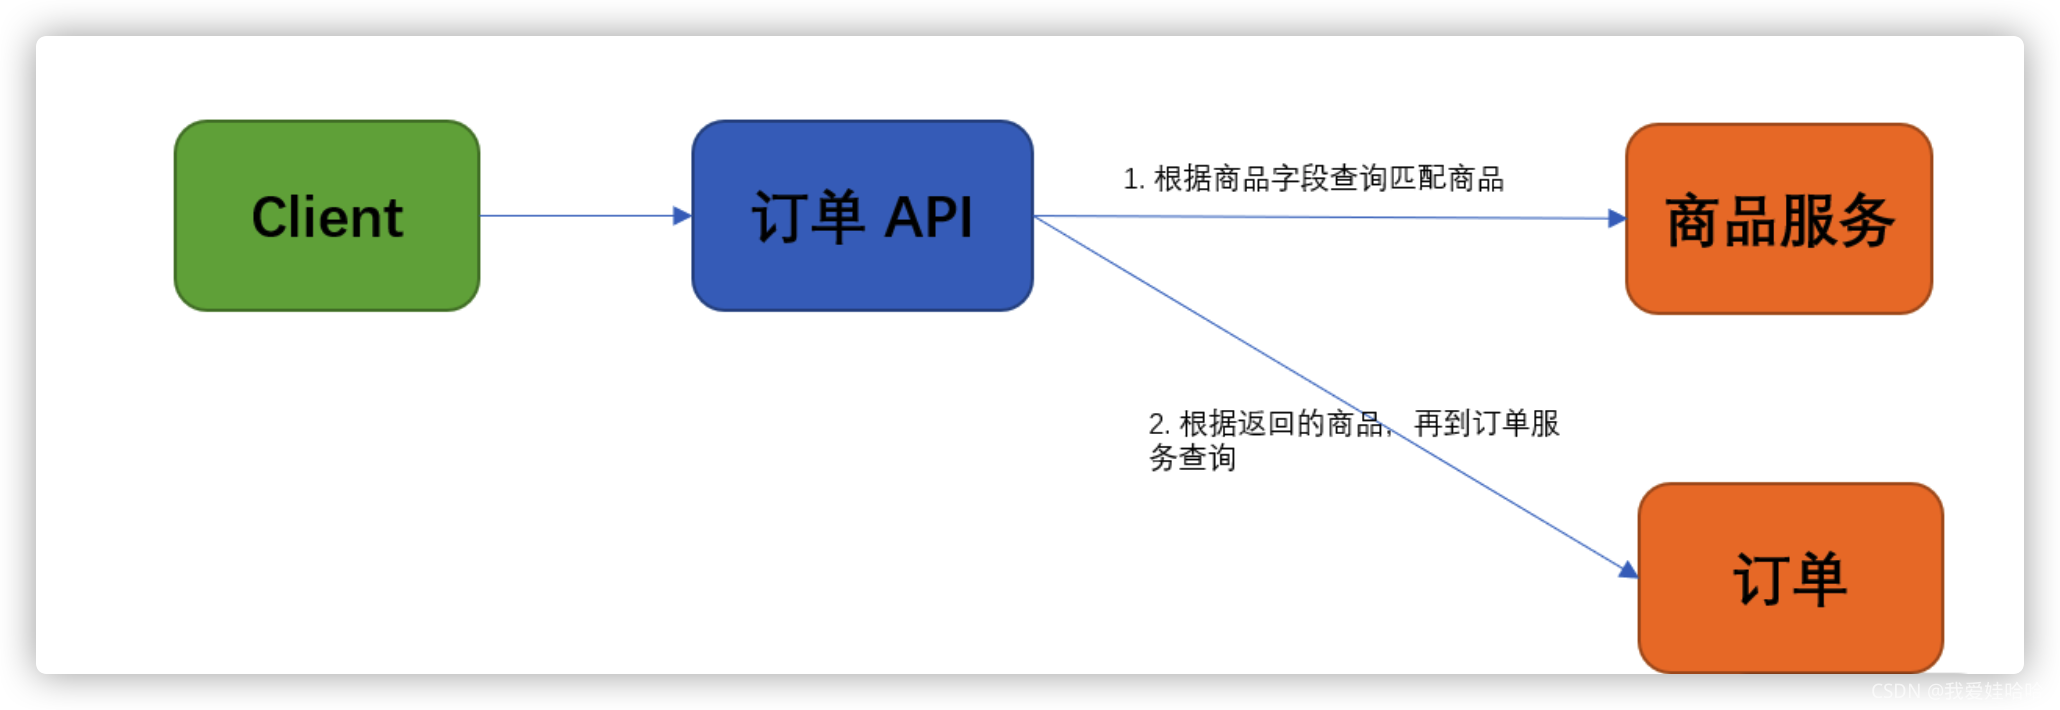 Client
订单 API
1. 根据商品字段查询匹配商品
商品服务
2. 根据返回的商品，再到订单服
务查询
订单
CSDN @我爱娃哈哈